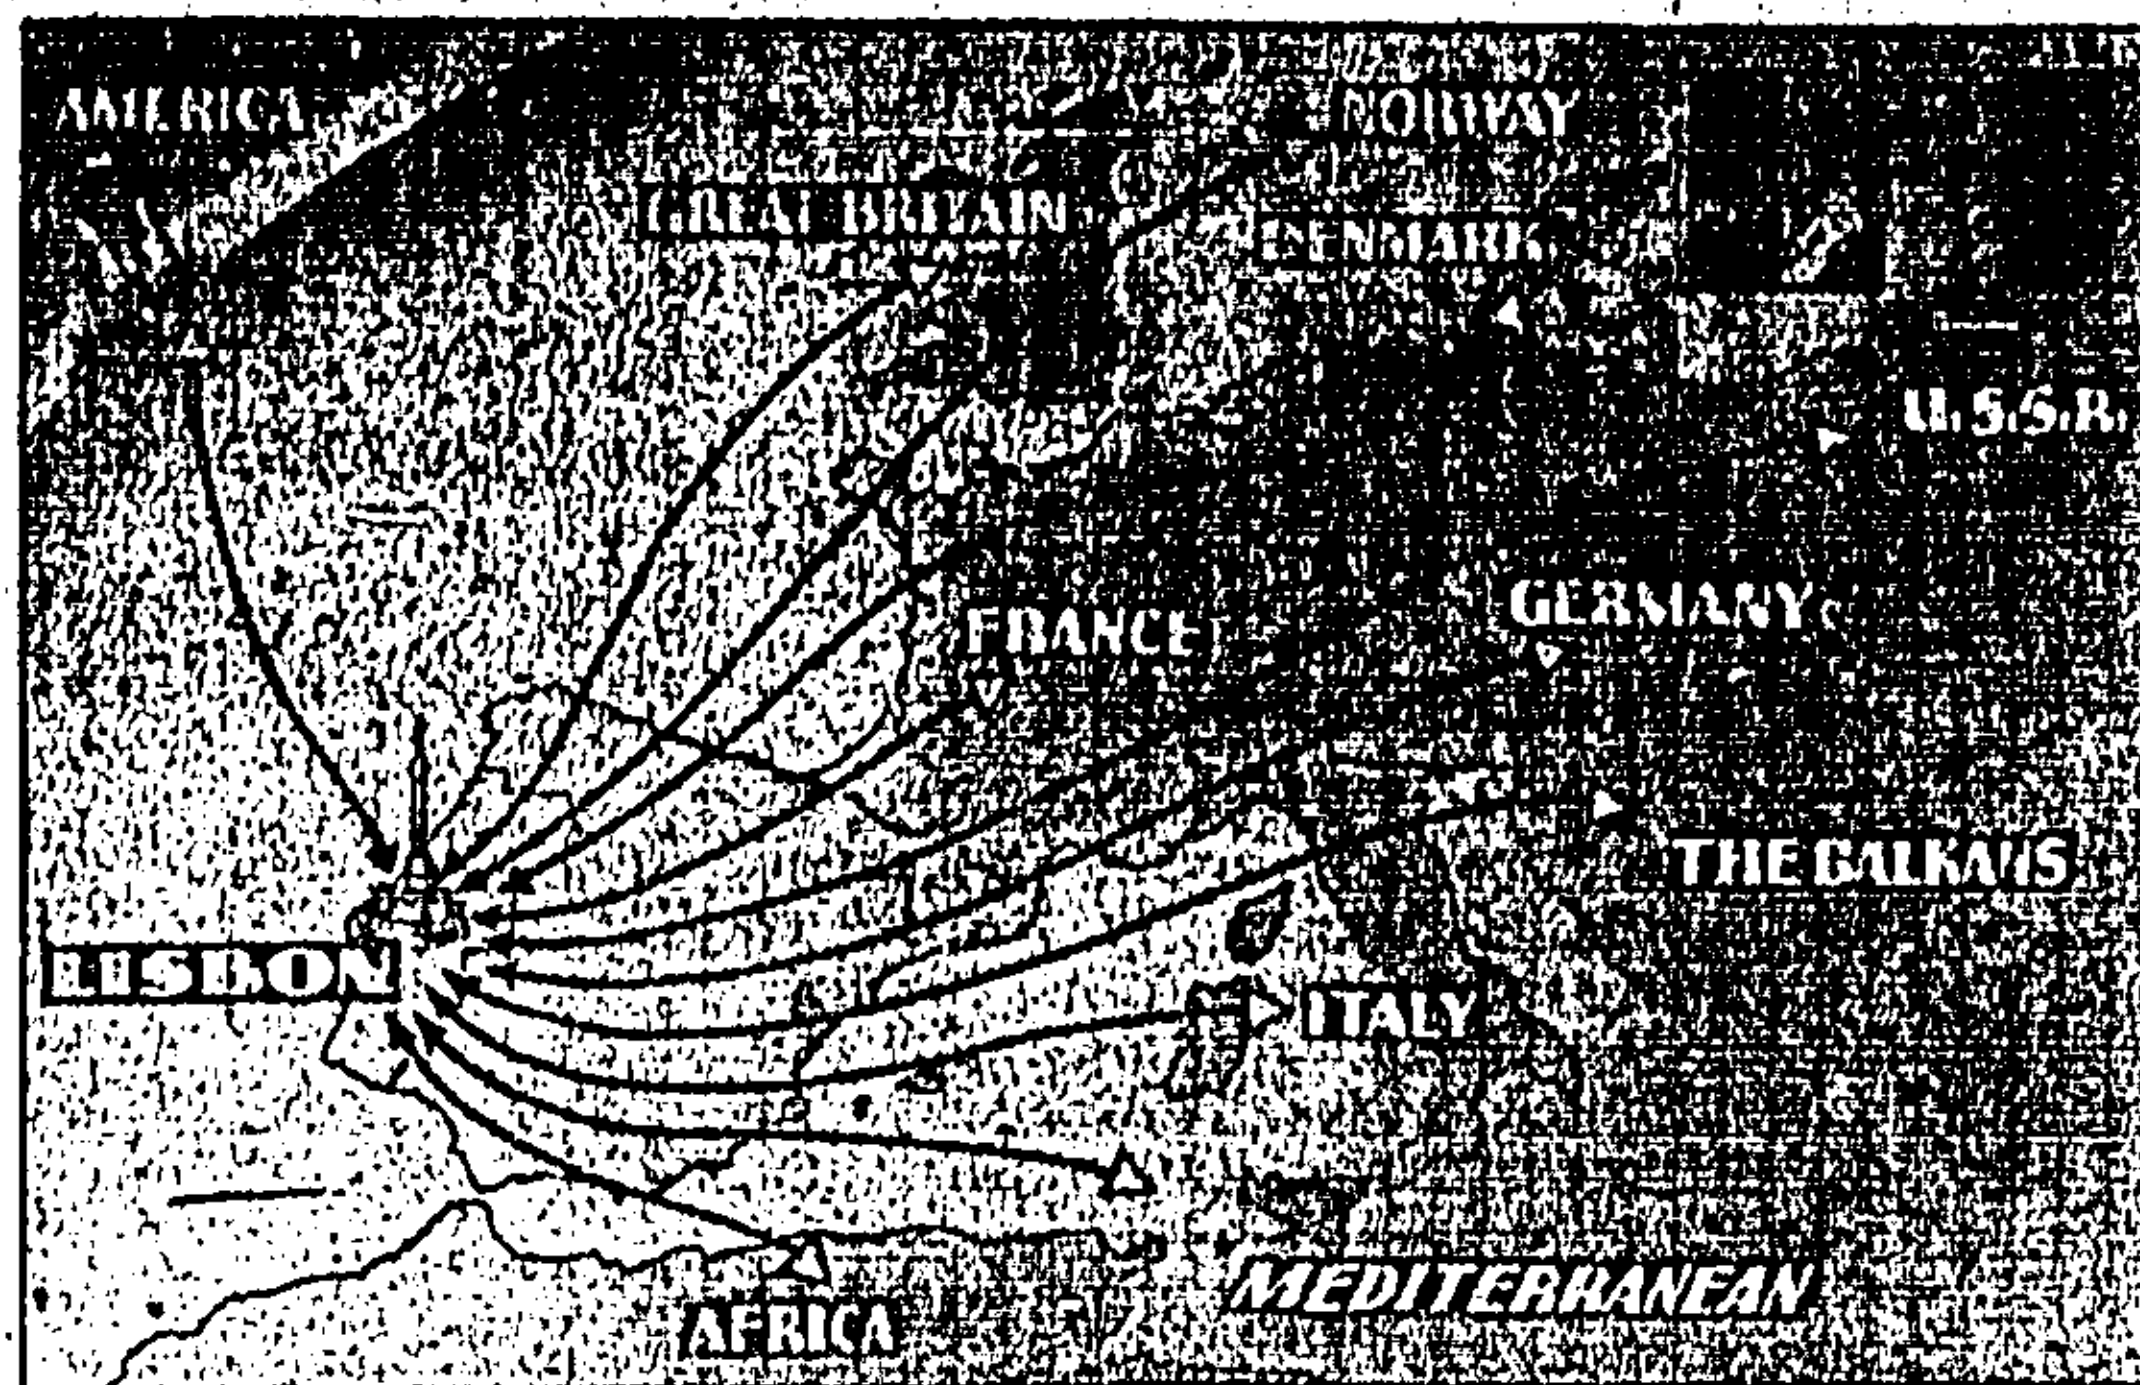 AMERICA
NORWAY
GREAT BRITAIN
DENMARK
U.S.S.R.
GERMANY
FRANCE
THE BALKANS
LISBON
ITALY
MEDITERRANEAN
AFRICA